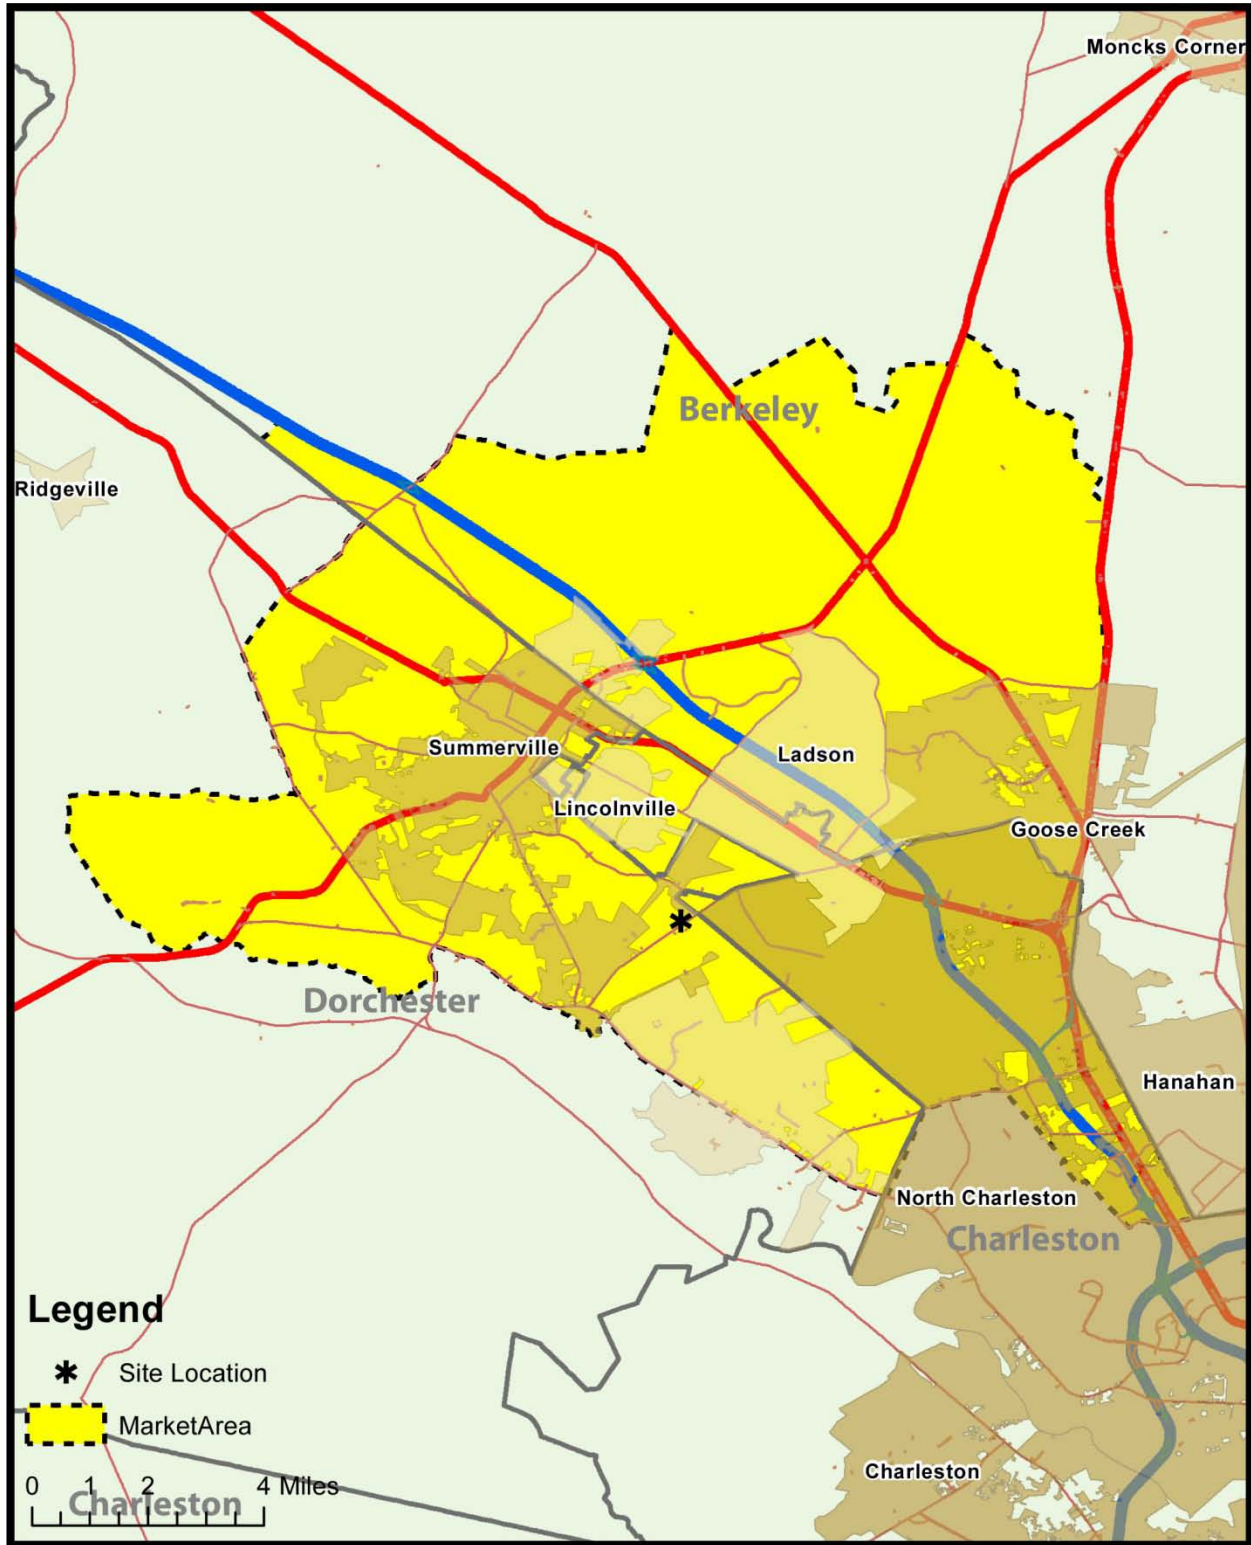 Moncks Corner
Berkeley
Ridgeville
Summerville
Ladson
Lincolnville
Goose Creek
Dorchester
Hanahan
North Charleston
Charleston
Legend
Site Location
MarketArea
Charleston
0 1 2 4 Miles
Charleston